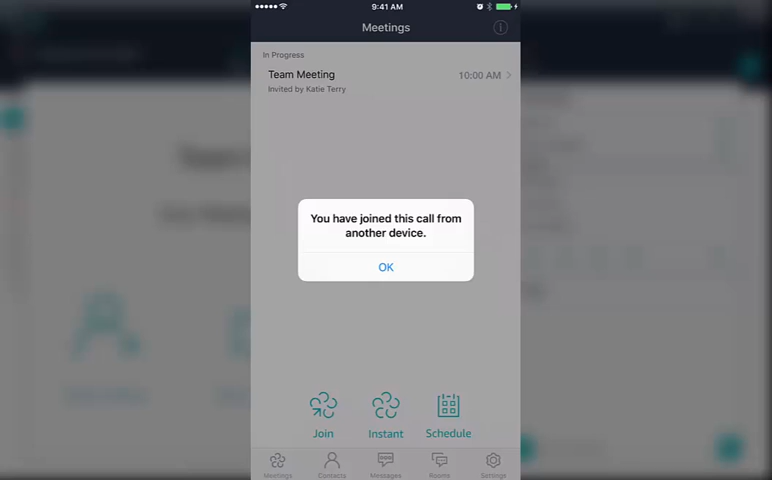 9:41 AM
Meetings
In Progress
Team Meeting
10:00 AM
Invited by Katie Terry
You have joined this call from
another device.
OK
Join
Instant
Schedule
Meetings
Contacts
Messages
Rooms
Settings